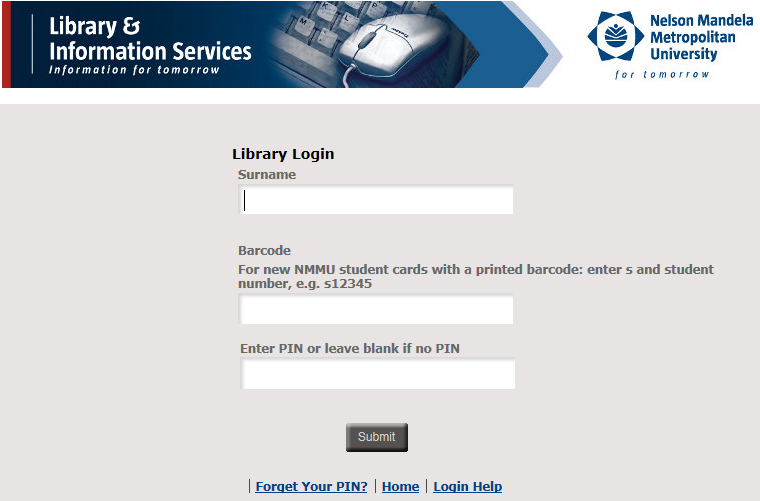 Library &
Information Services
Information for tomorrow
Nelson Mandela
Metropolitan
University
for tomorrow
Library Login
Surname
Barcode
For new NMMU student cards with a printed barcode: enter s and student
number, e.g. s12345
Enter PIN or leave blank if no PIN
Submit
| Forget Your PIN? | Home | Login Help